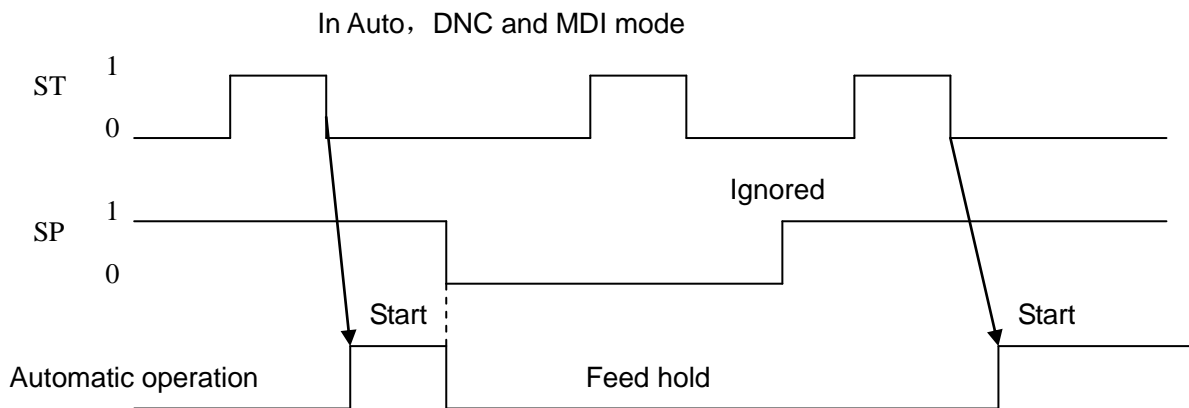 In Auto，DNC and MDI mode
1
ST
0
Ignored
1
SP
0
Start
Start
Automatic operation
Feed hold